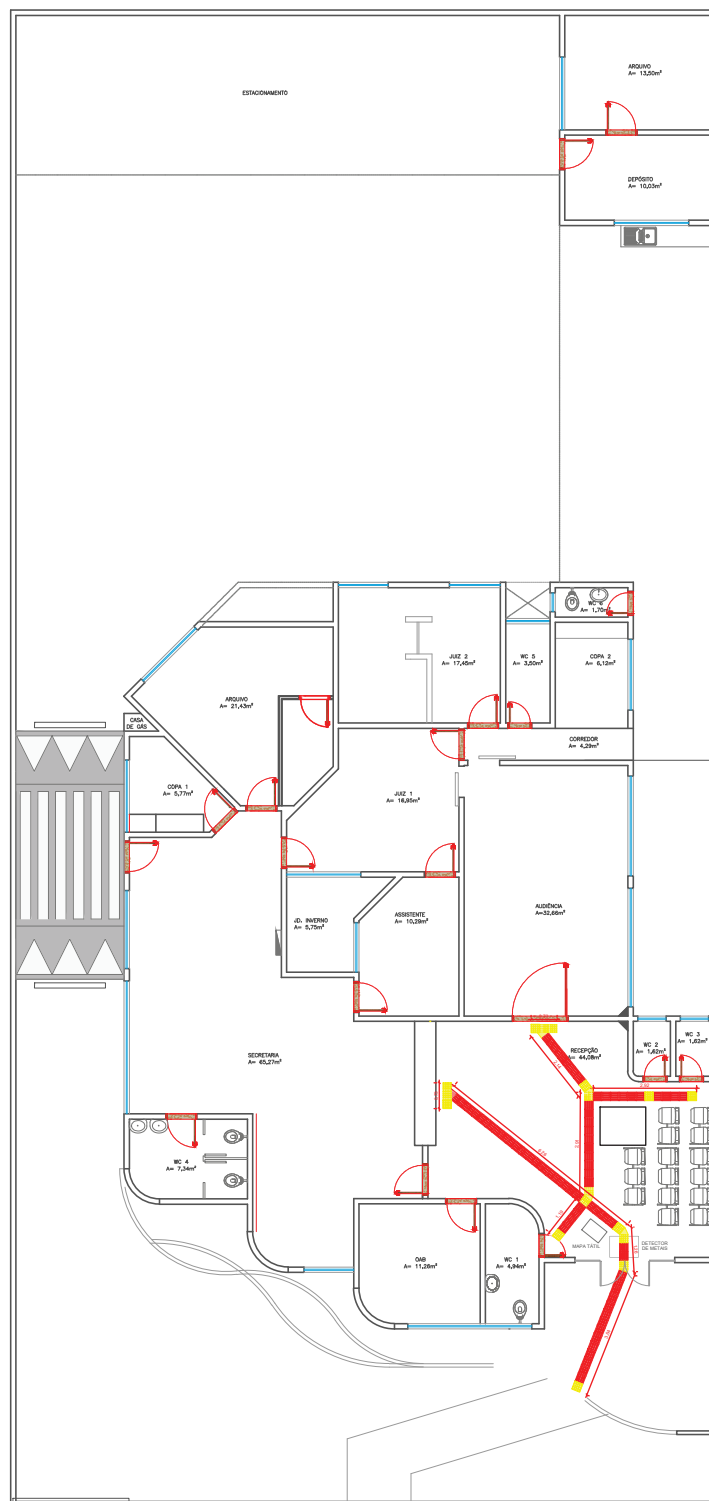 ARQUIVO
A= 13,50m²
ESTACIONAMENTO
DEPÓSITO
A= 10,03m²
WC 6
A= 1,70m²
JUIZ 2
A= 17,45m²
WC 5
A= 3,50m²
COPA 2
A= 6,12m²
ARQUIVO
A= 21,43m²
CASA
DE GÁS
CORREDOR
A= 4,29m²
COPA 1
A= 5,77m²
JUIZ 1
A= 16,95m²
AUDIÊNCIA
A=32,66m²
JD. INVERNO
A= 5,75m²
ASSISTENTE
A= 10,29m²
WC 3
A= 1,62m²
WC 2
A= 1,62m²
RECEPÇÃO
A= 44,08m²
SECRETARIA
A= 65,27m²
WC 4
A= 7,34m²
MAPA TÁTIL
DETECTOR
DE METAIS
OAB
A= 11,26m²
WC 1
A= 4,94m²